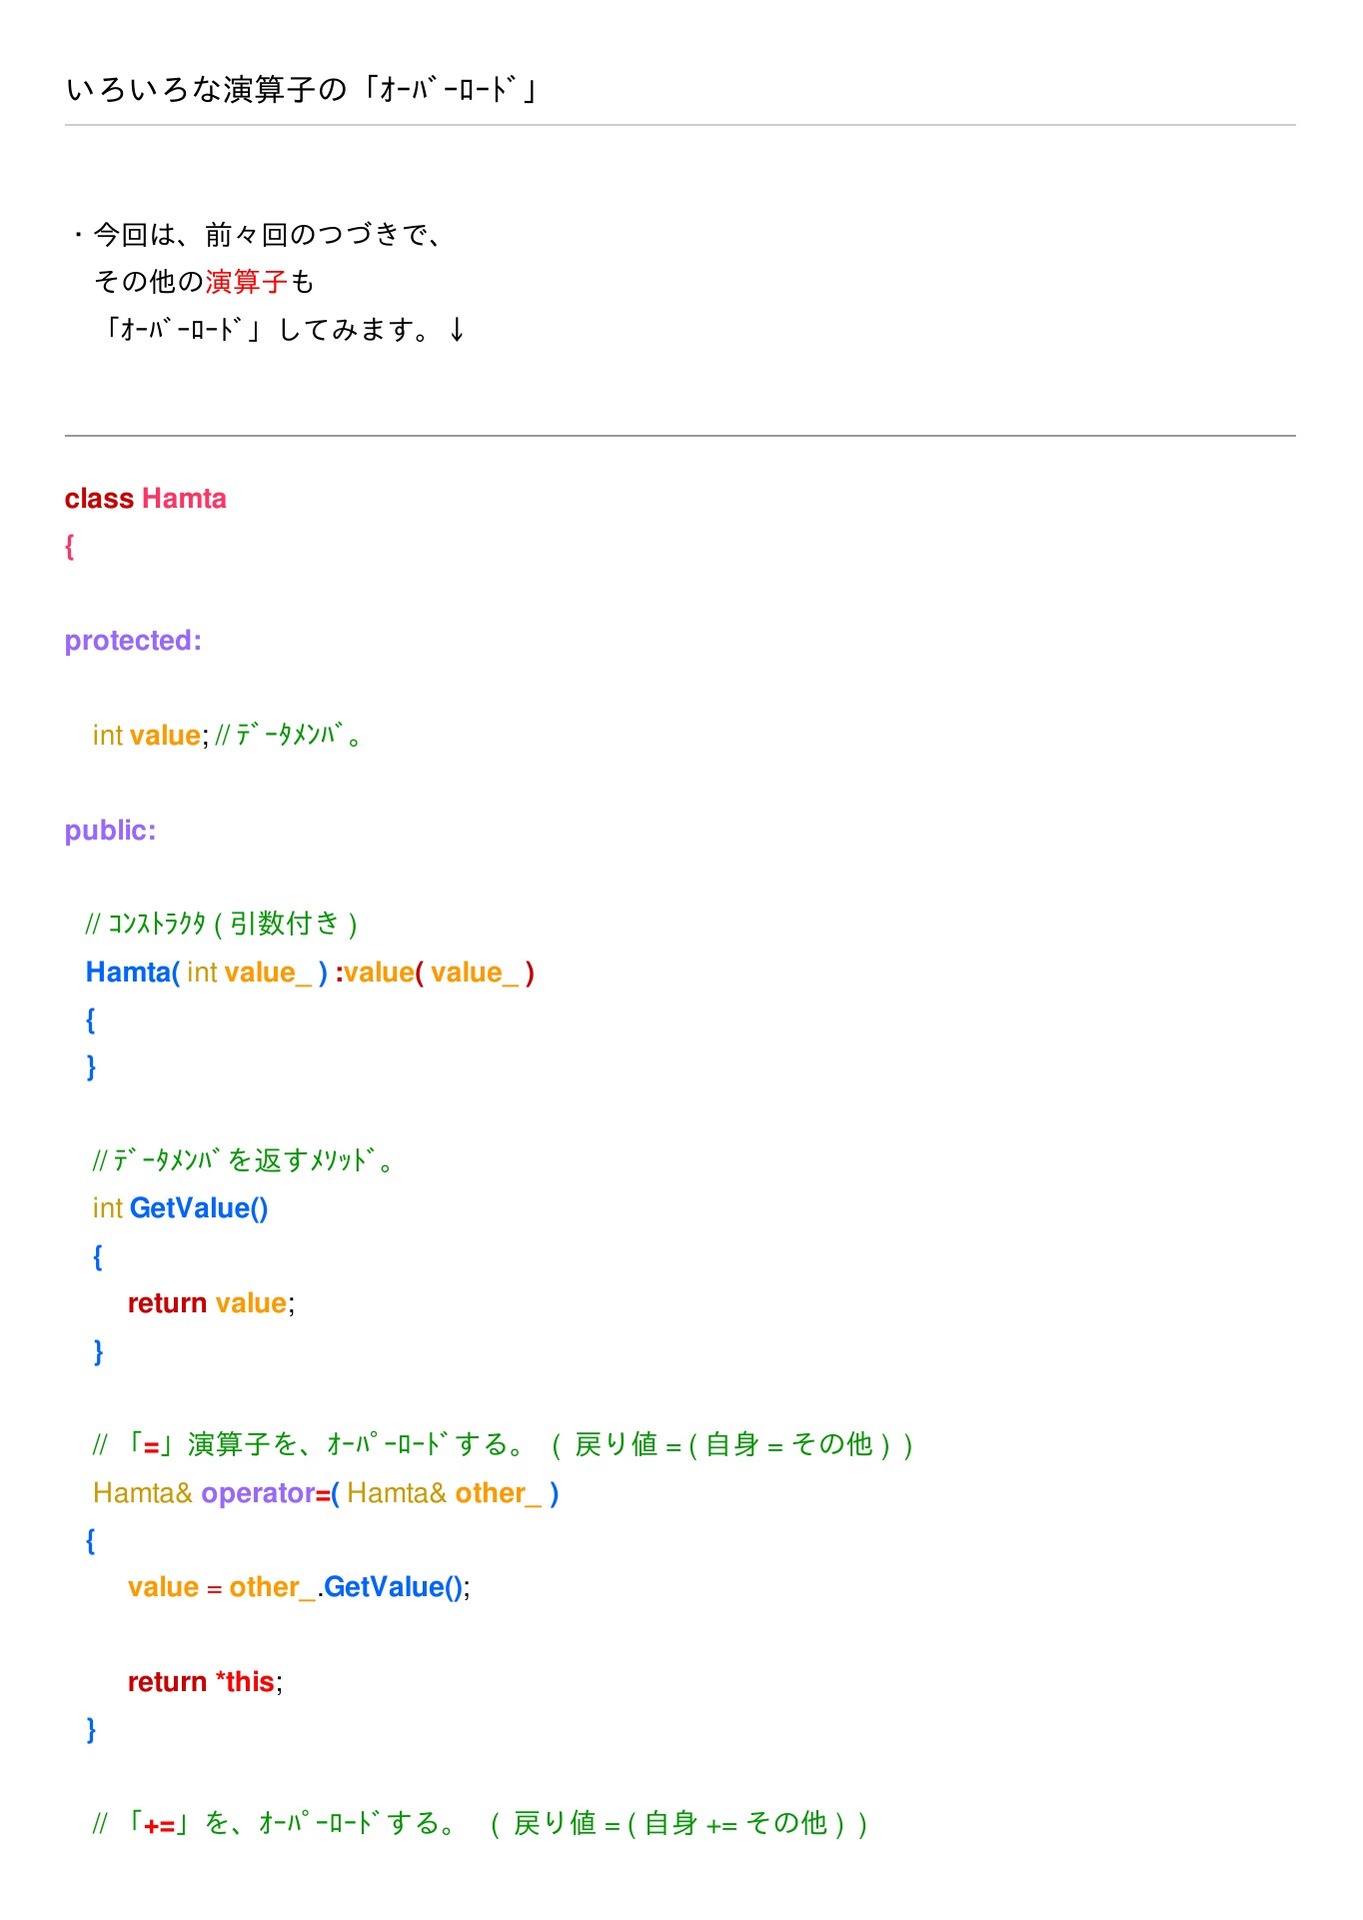 いろいろな演算子の「ｵｰﾊﾞｰﾛｰﾄﾞ」
・今回は、前々回のつづきで、
その他の演算子も
「ｵｰﾊﾞｰﾛｰﾄﾞ」してみます。↓
class Hamta
{
protected:
int value; // ﾃﾞｰﾀﾒﾝﾊﾞ。
public:
// ｺﾝｽﾄﾗｸﾀ ( 引数付き )
Hamta( int value_ ) :value( value_ )
{
}
// ﾃﾞｰﾀﾒﾝﾊﾞを返すﾒｿｯﾄﾞ。
int GetValue()
{
return value;
}
// 「=」演算子を、ｵｰﾊﾟｰﾛｰﾄﾞする。 ( 戻り値 = ( 自身 = その他 ) )
Hamta& operator=( Hamta& other_ )
{
value = other_.GetValue();
return *this;
}
// 「+=」を、ｵｰﾊﾟｰﾛｰﾄﾞする。 ( 戻り値 = ( 自身 += その他 ) )